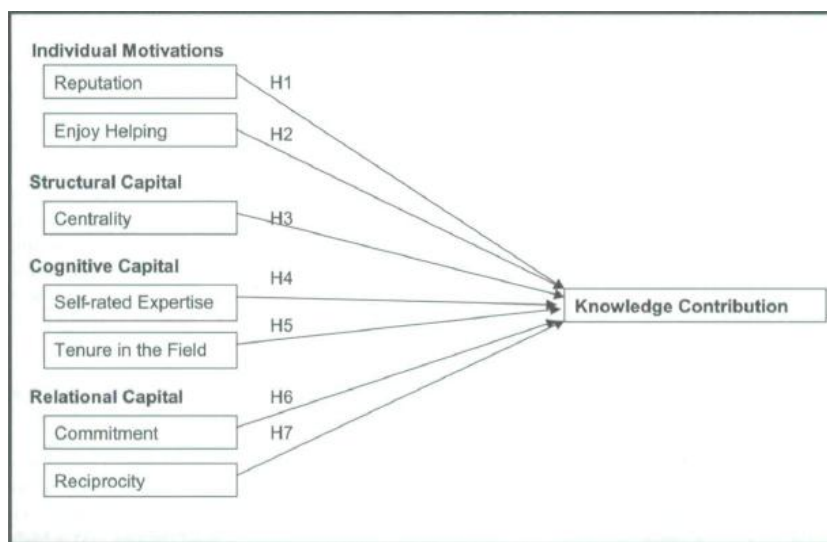 Individual Motivations
Reputation
H1
Enjoy Helping
H2
Structural Capital
Centrality
H3
Cognitive Capital
Self-rated Expertise
H4
Tenure in the Field
H5
Knowledge Contribution
Relational Capital
Commitment
H6
Reciprocity
H7